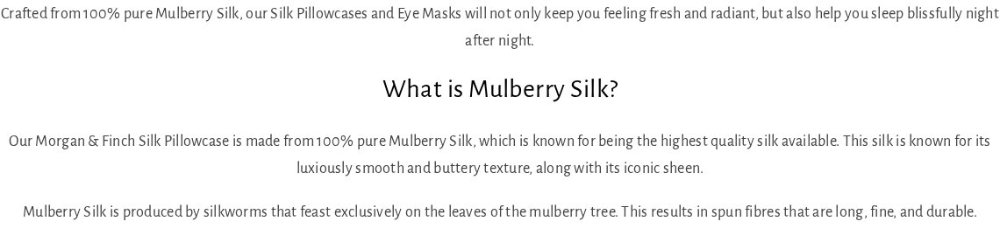 Crafted from 100% pure Mulberry Silk, our Silk Pillowcases and Eye Masks will not only keep you feeling fresh and radiant, but also help you sleep blissfully night
after night.
What is Mulberry Silk?
Our Morgan & Finch Silk Pillowcase is made from 100% pure Mulberry Silk, which is known for being the highest quality silk available. This silk is known for its
luxiously smooth and buttery texture, along with its iconic sheen.
Mulberry Silk is produced by silkworms that feast exclusively on the leaves of the mulberry tree. This results in spun fibres that are long, fine, and durable.